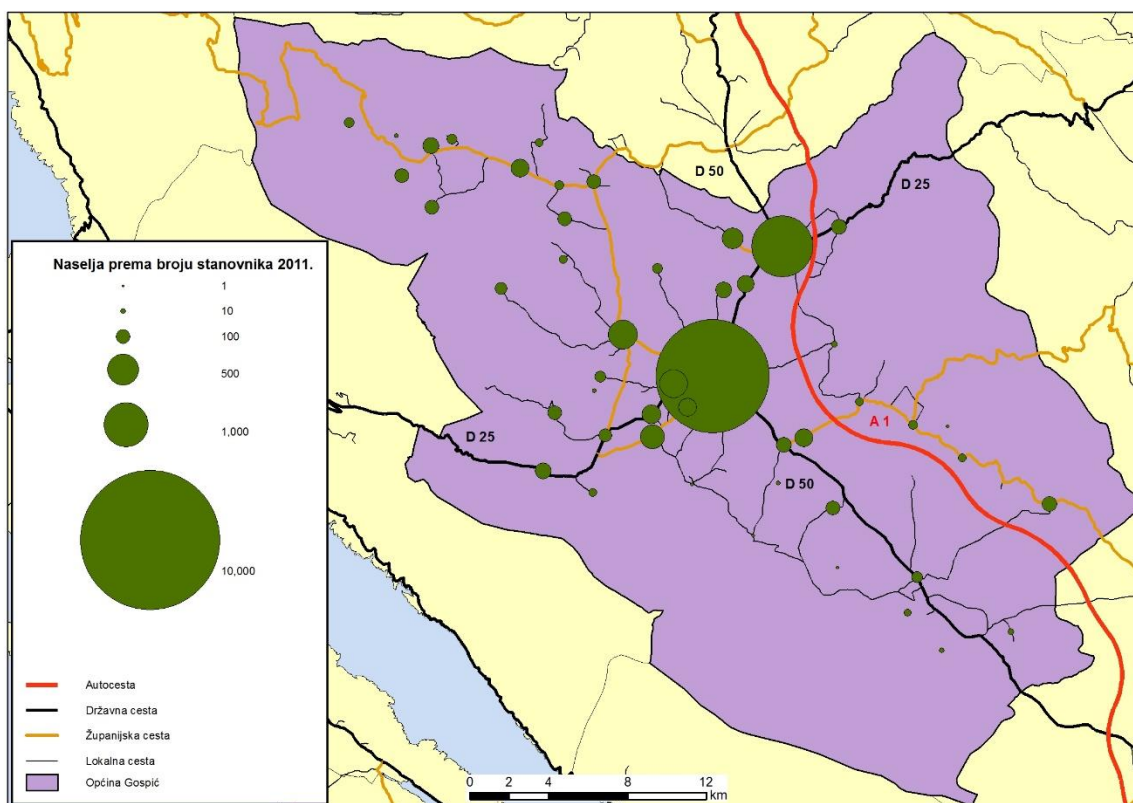 D 50
D 25
Naselja prema broju stanovnika 2011.
1
10
100
500
1,000
10,000
A 1
D 25
D 50
Autocesta
Državna cesta
Županijska cesta
Lokalna cesta
Općina Gospić
0 2 4 8 12
km